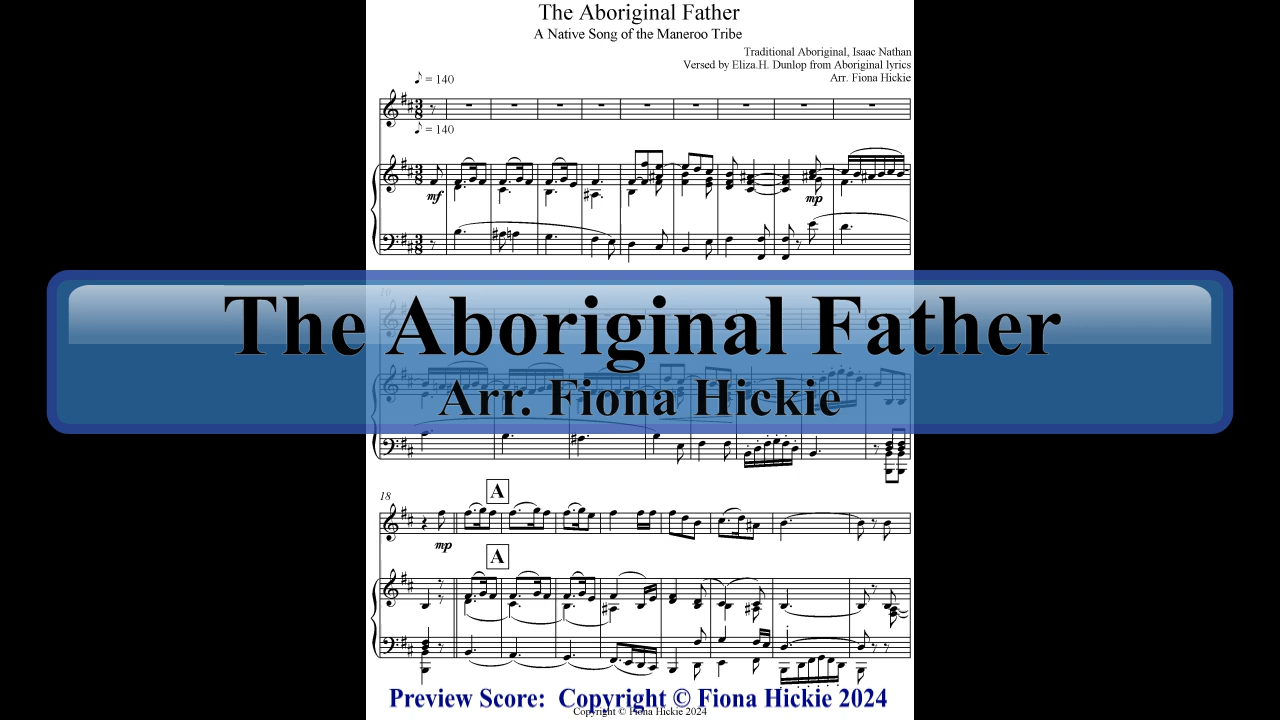 The Aboriginal Father
A Native Song of the Maneroo Tribe
Traditional Aboriginal, Isaac Nathan
Versed by Eliza.H. Dunlop from Aboriginal lyrics
Arr. Fiona Hickie
♪ = 140
♪ = 140
mf
mp
The Aboriginal Father
Arr. Fiona Hickie
18
A
mp
A
Preview Score: Copyright © Fiona Hickie 2024
Copyright © Fiona Hickie 2024